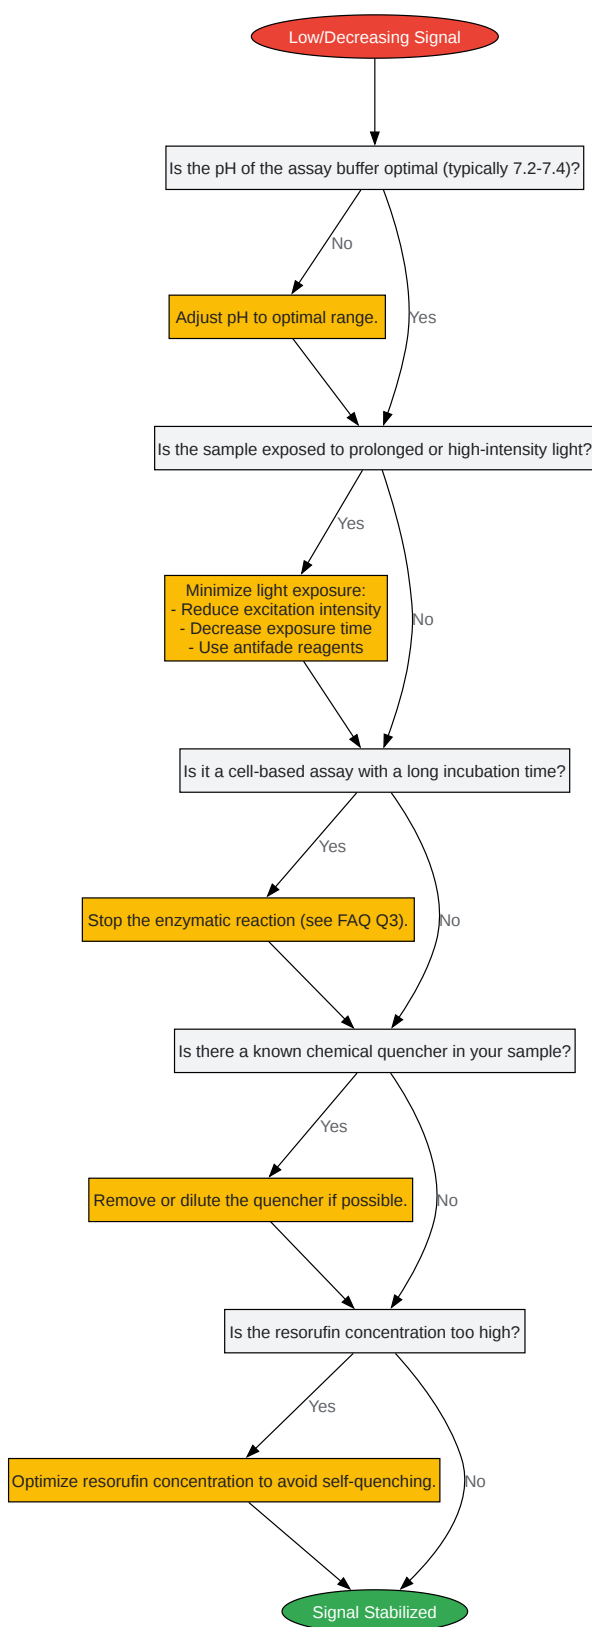 Low/Decreasing Signal
Is the pH of the assay buffer optimal (typically 7.2-7.4)?
No
Adjust pH to optimal range.
Yes
Is the sample exposed to prolonged or high-intensity light?
Yes
Minimize light exposure:
- Reduce excitation intensity
- Decrease exposure time
- Use antifade reagents
No
Is it a cell-based assay with a long incubation time?
Yes
Stop the enzymatic reaction (see FAQ Q3).
No
Is there a known chemical quencher in your sample?
Yes
Remove or dilute the quencher if possible.
No
Is the resorufin concentration too high?
Yes
Optimize resorufin concentration to avoid self-quenching.
No
Signal Stabilized